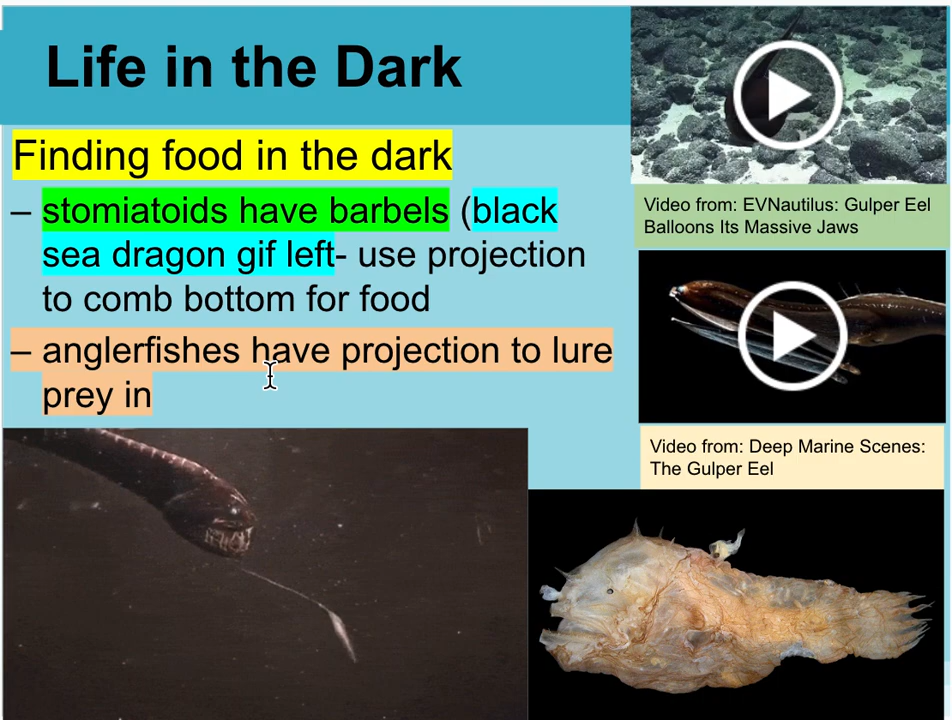 Life in the Dark
Finding food in the dark
– stomiatoids have barbels (black
sea dragon gif left- use projection
to comb bottom for food
– anglerfishes have projection to lure
prey in
Video from: EVNautilus: Gulper Eel
Balloons Its Massive Jaws
Video from: Deep Marine Scenes:
The Gulper Eel